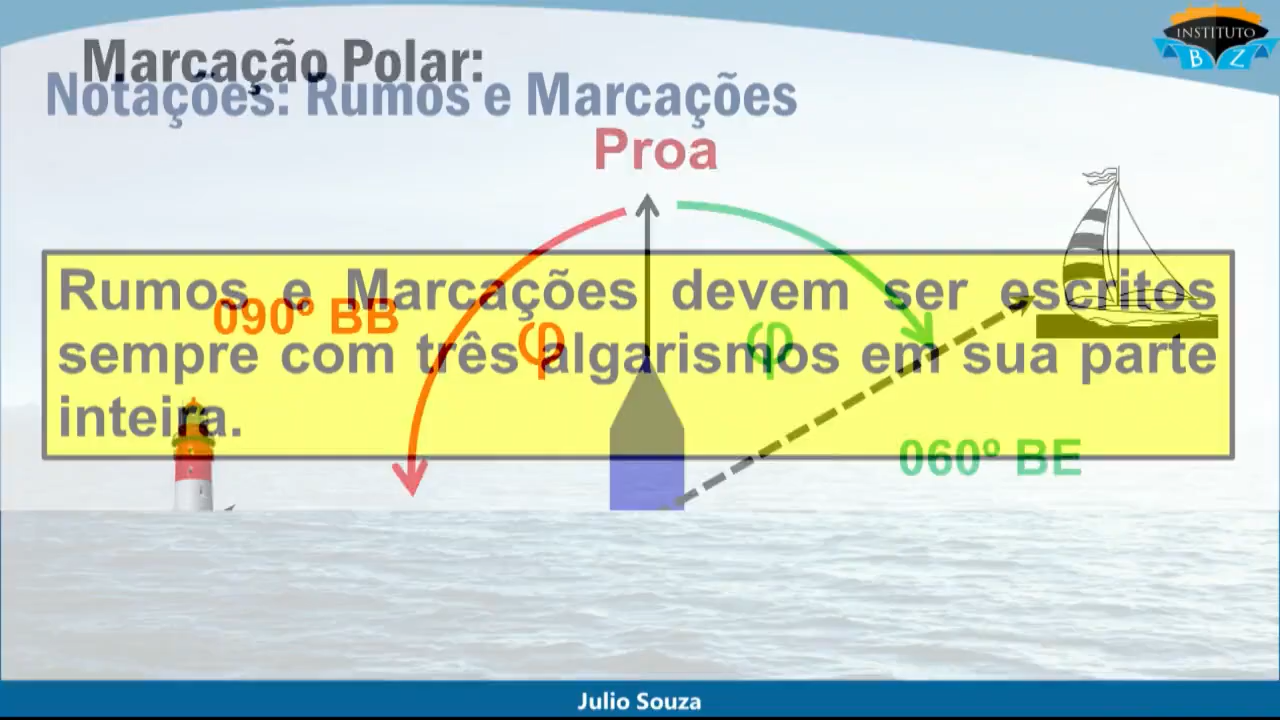 INSTITUTO
B Z
Marcação Polar:
Notações: Rumos e Marcações
Proa
Rumos e Marcações devem ser escritos
sempre com três algarismos em sua parte
inteira.
090º BB
φ
φ
060º BE
Julio Souza